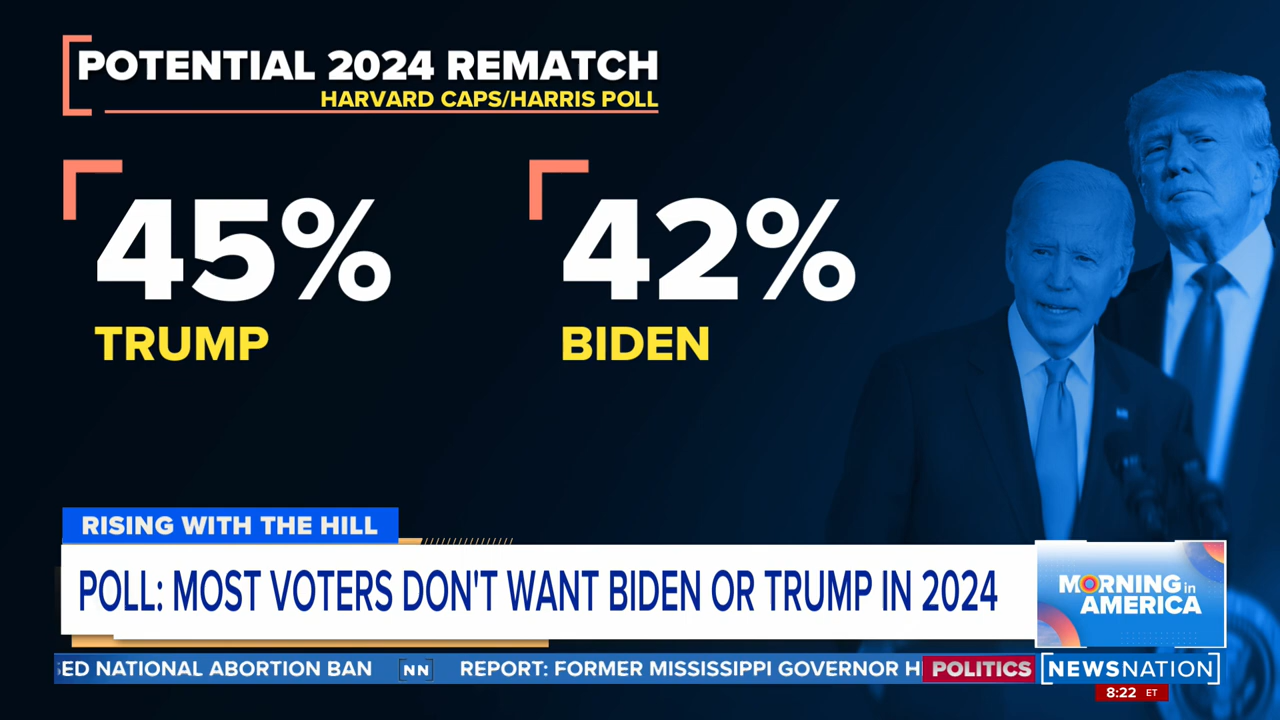 POTENTIAL 2024 REMATCH
HARVARD CAPS/HARRIS POLL
45%
TRUMP
42%
BIDEN
RISING WITH THE HILL
POLL: MOST VOTERS DON'T WANT BIDEN OR TRUMP IN 2024
MORNING in
AMERICA
SED NATIONAL ABORTION BAN NN REPORT: FORMER MISSISSIPPI GOVERNOR H POLITICS NEWSNATION
8:22 ET